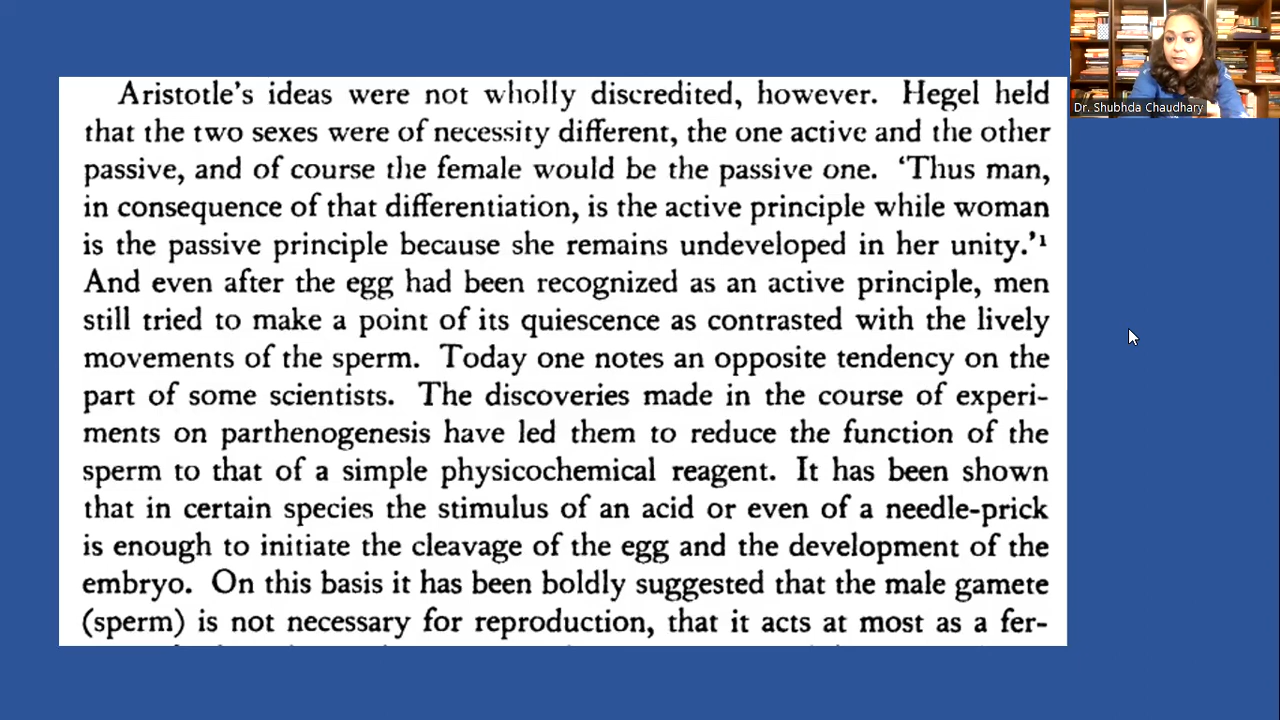 Aristotle's ideas were not wholly discredited, however. Hegel held
that the two sexes were of necessity different, the one active and the other
passive, and of course the female would be the passive one. ‘Thus man,
in consequence of that differentiation, is the active principle while woman
is the passive principle because she remains undeveloped in her unity.’¹
And even after the egg had been recognized as an active principle, men
still tried to make a point of its quiescence as contrasted with the lively
movements of the sperm. Today one notes an opposite tendency on the
part of some scientists. The discoveries made in the course of experi-
ments on parthenogenesis have led them to reduce the function of the
sperm to that of a simple physicochemical reagent. It has been shown
that in certain species the stimulus of an acid or even of a needle-prick
is enough to initiate the cleavage of the egg and the development of the
embryo. On this basis it has been boldly suggested that the male gamete
(sperm) is not necessary for reproduction, that it acts at most as a fer-
Dr. Shubhda Chaudhary